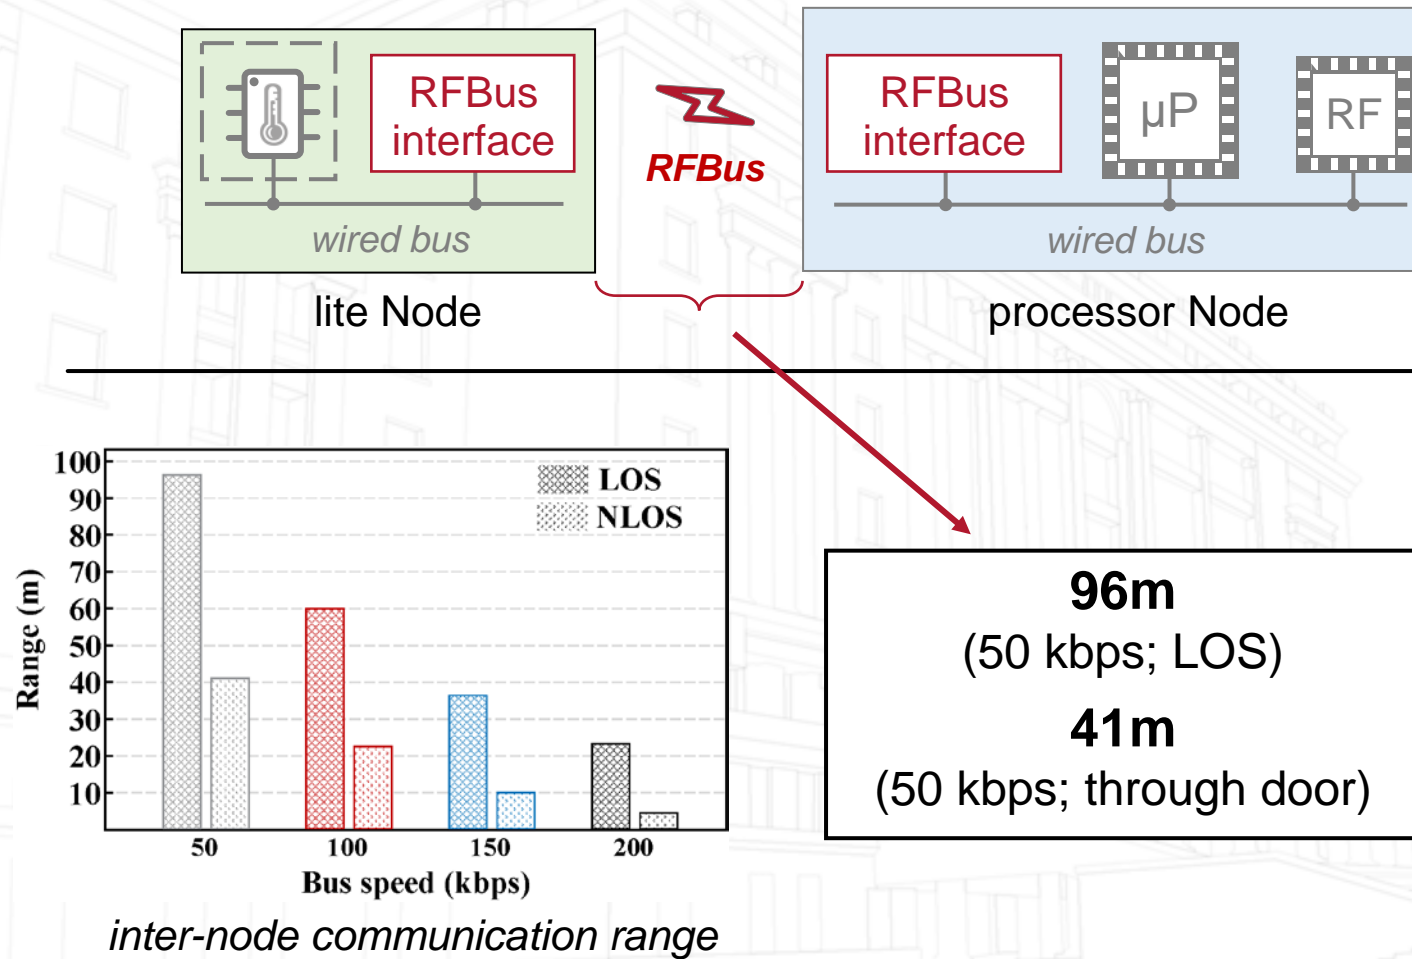 RFBus
interface
wired bus
lite Node
RFBus
RFBus
interface
µP
RF
wired bus
processor Node
100
90
80
70
60
50
40
30
20
10
Range (m)
LOS
NLOS
50 100 150 200
Bus speed (kbps)
inter-node communication range
96m
(50 kbps; LOS)
41m
(50 kbps; through door)